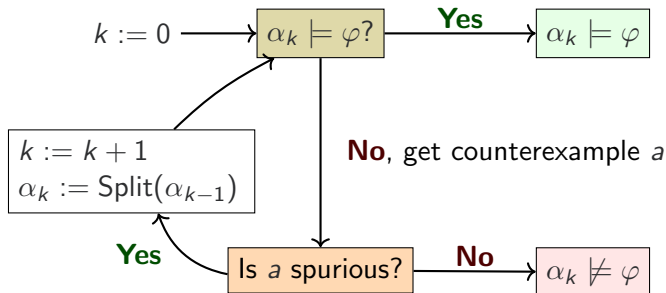 k := 0
α_k ⊨ φ?
Yes
α_k ⊨ φ
k := k + 1
α_k := Split(α_{k−1})
No, get counterexample a
Yes
Is a spurious?
No
α_k ⊭ φ